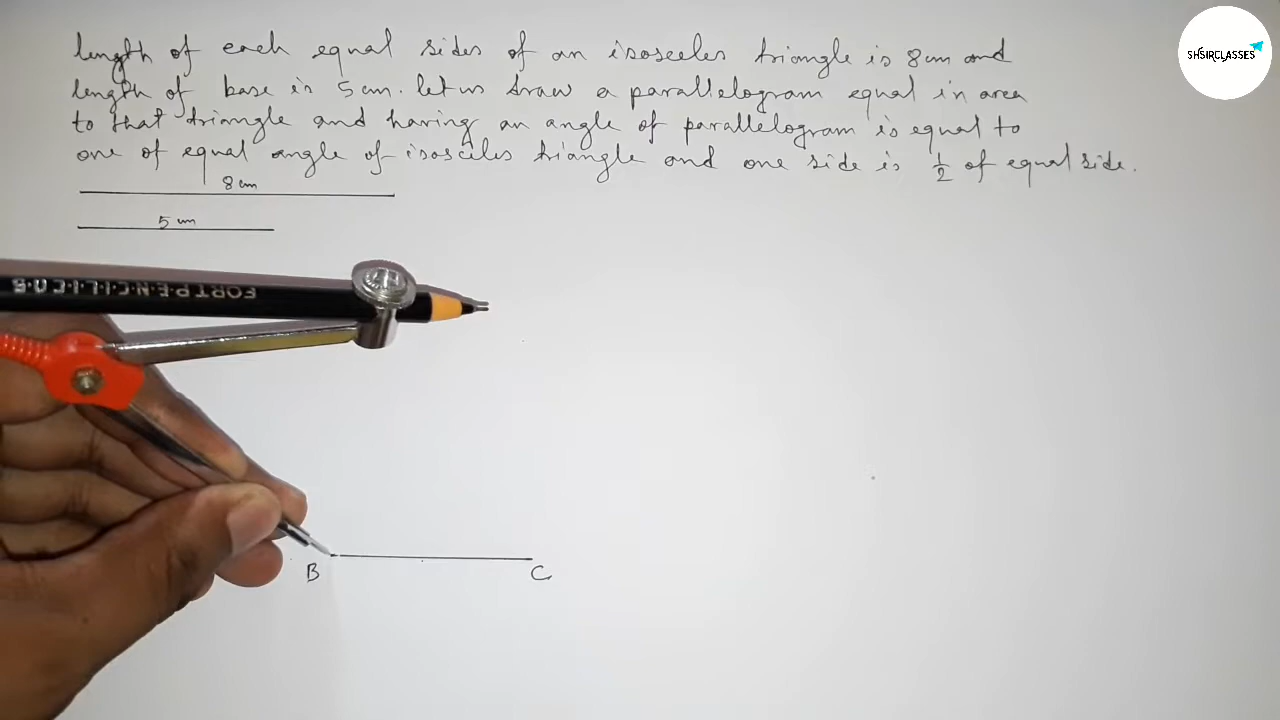 SHSIRCLASSES
length of each equal sides of an isosceles triangle is 8cm and
length of base is 5cm. let us draw a parallelogram equal in area
to that triangle and having an angle of parallelogram is equal to
one of equal angle of isosciles triangle and one side is 1/2 of equal side.
8cm
5cm
FORTPENCILICOS
B C